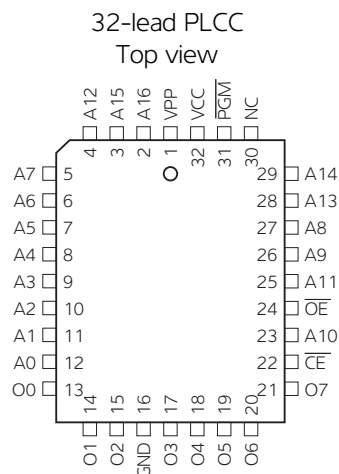 32-lead PLCC
Top view
A12 A15 A16 VPP VCC P̅G̅M̅ NC
4 3 2 1 32 31 30
A7 5 29 A14
A6 6 28 A13
A5 7 27 A8
A4 8 26 A9
A3 9 25 A11
A2 10 24 O̅E̅
A1 11 23 A10
A0 12 22 C̅E̅
O0 13 21 O7
14 15 16 17 18 19 20
O1 O2 GND O3 O4 O5 O6